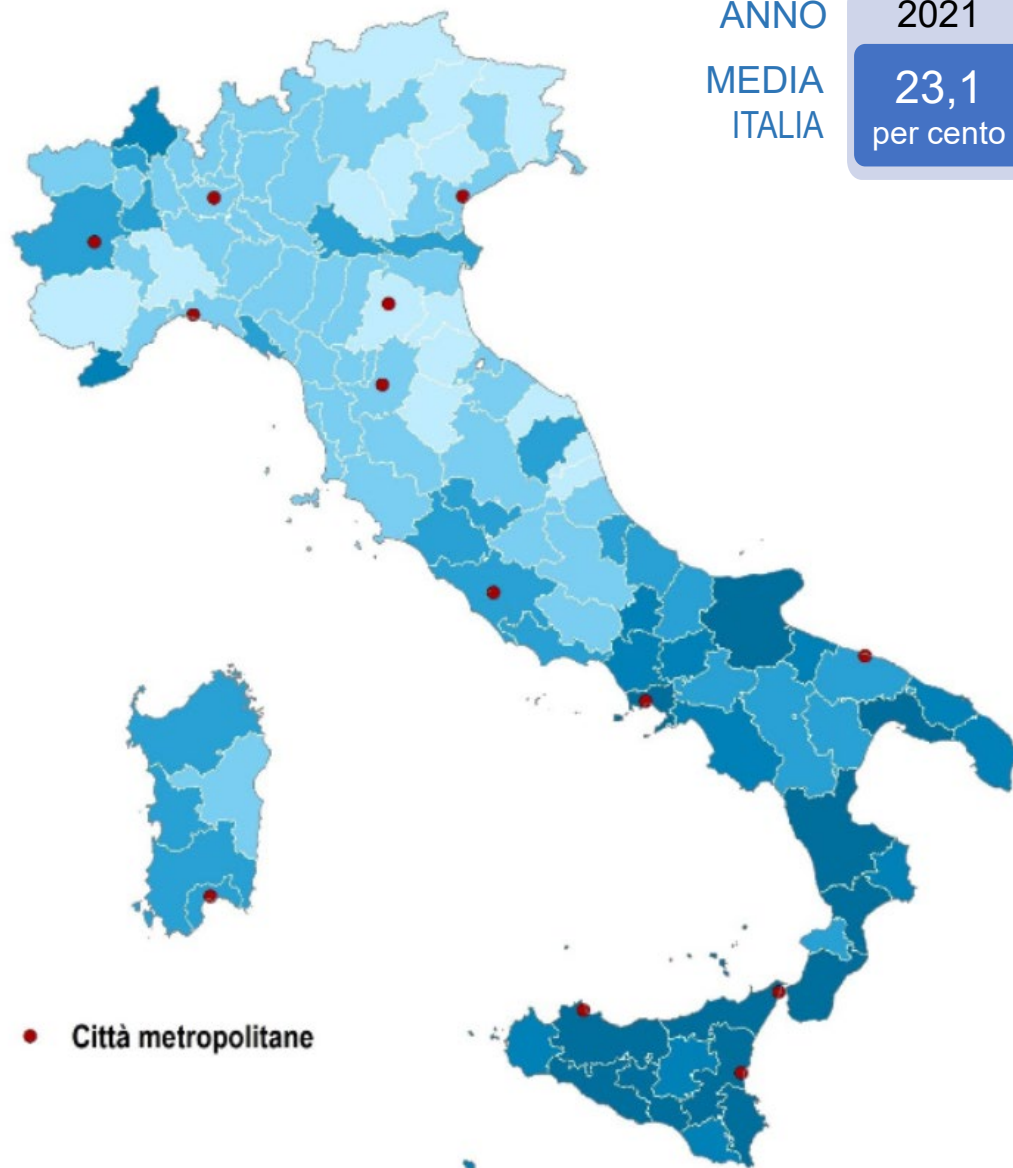 ANNO 2021
MEDIA
ITALIA
23,1
per cento
Città metropolitane